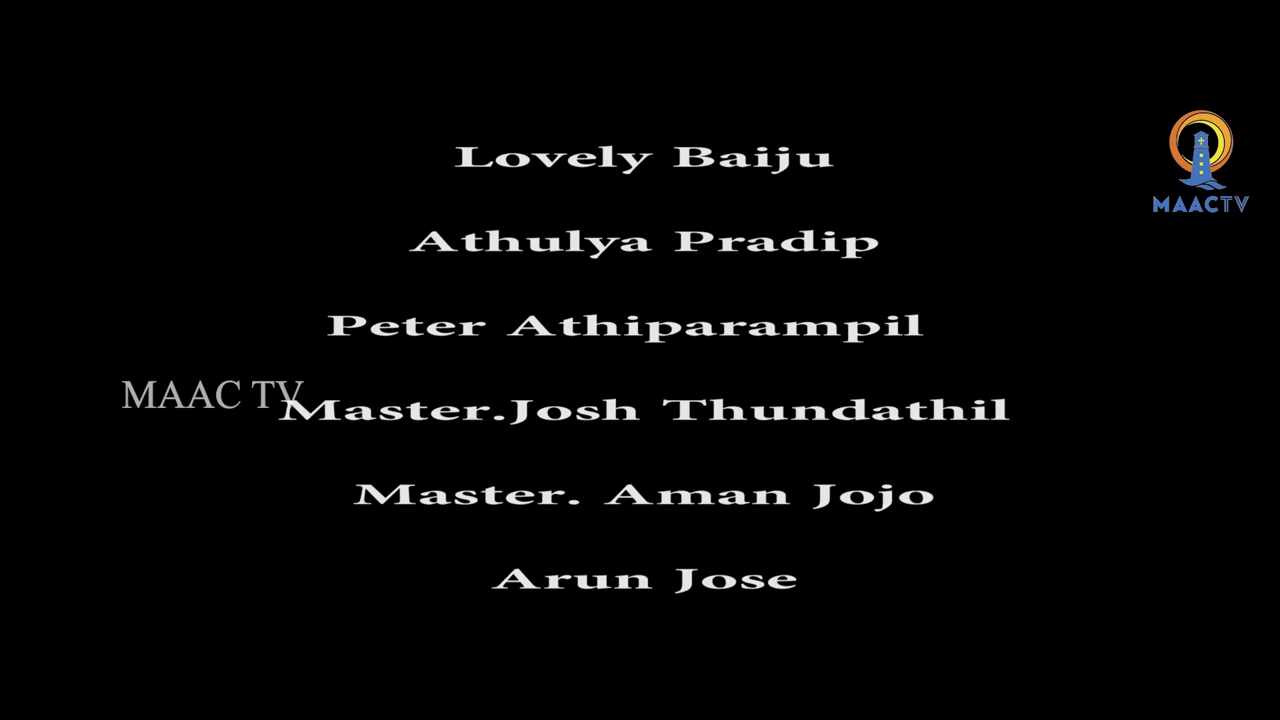 Lovely Baiju
MAACTV
Athulya Pradip
Peter Athiparampil
MAAC TV
Master.Josh Thundathil
Master. Aman Jojo
Arun Jose